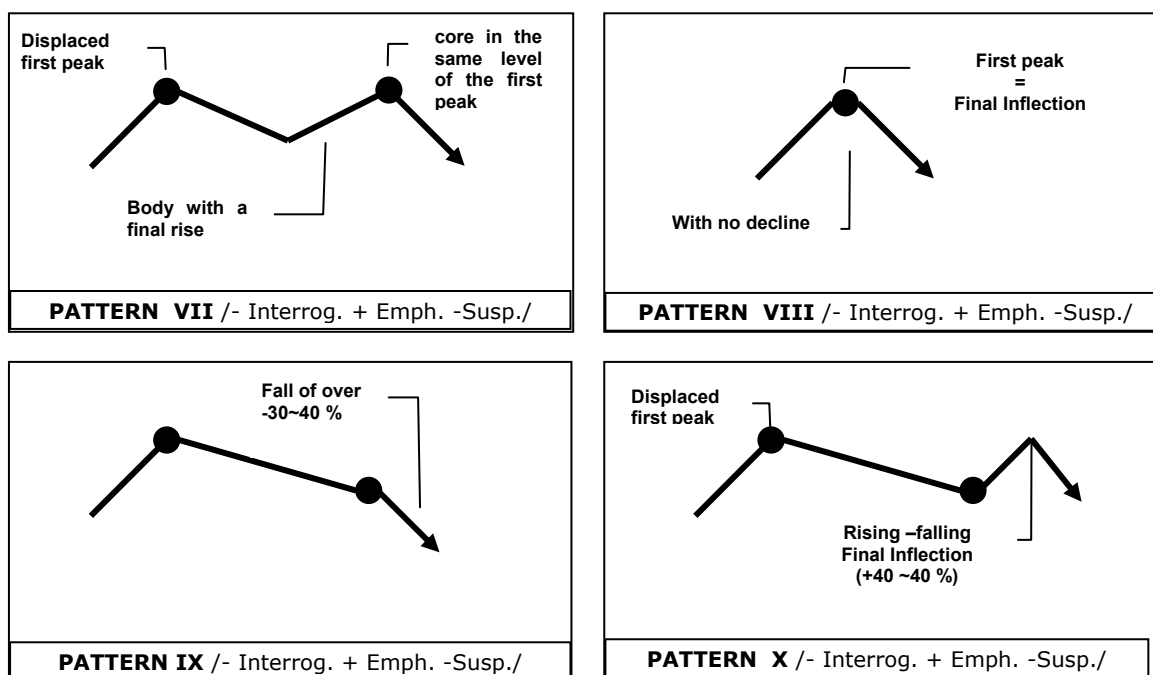 Displaced
first peak
core in the
same level
of the first
peak
Body with a
final rise
PATTERN VII /- Interrog. + Emph. -Susp./
First peak
=
Final Inflection
With no decline
PATTERN VIII /- Interrog. + Emph. -Susp./
Fall of over
-30~40 %
PATTERN IX /- Interrog. + Emph. -Susp./
Displaced
first peak
Rising –falling
Final Inflection
(+40 ~40 %)
PATTERN X /- Interrog. + Emph. -Susp./